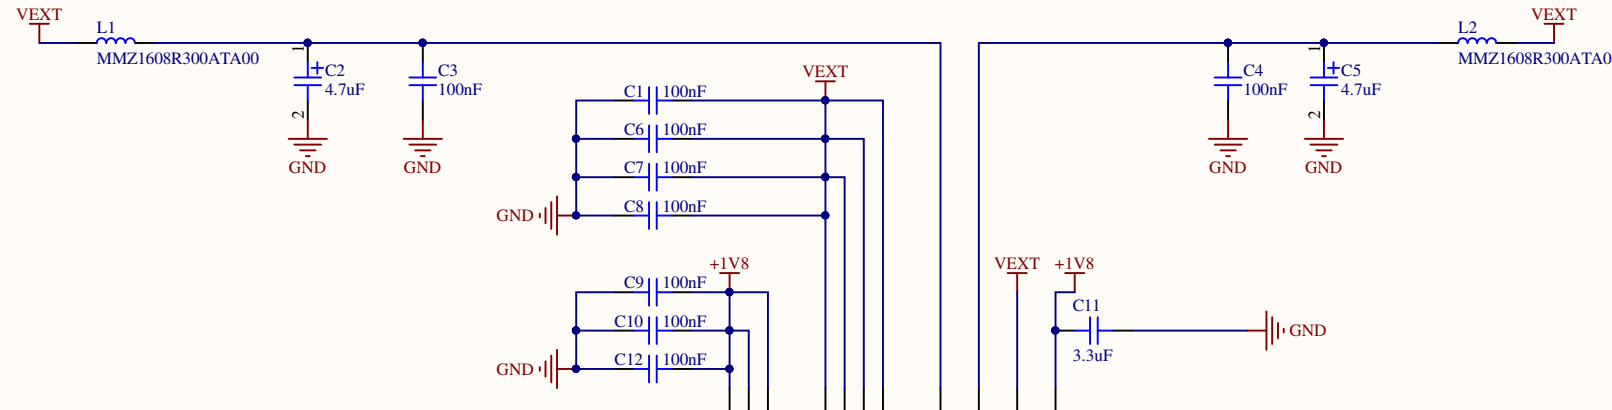 VEXT
L1
MMZ1608R300ATA00
1
C2
4.7uF
2
GND
C3
100nF
GND
VEXT
C1 100nF
C6 100nF
C7 100nF
C8 100nF
GND
+1V8
C9 100nF
C10 100nF
C12 100nF
GND
VEXT
L2
MMZ1608R300ATA0
C4
100nF
GND
1
C5
4.7uF
2
GND
VEXT
+1V8
C11
3.3uF
GND